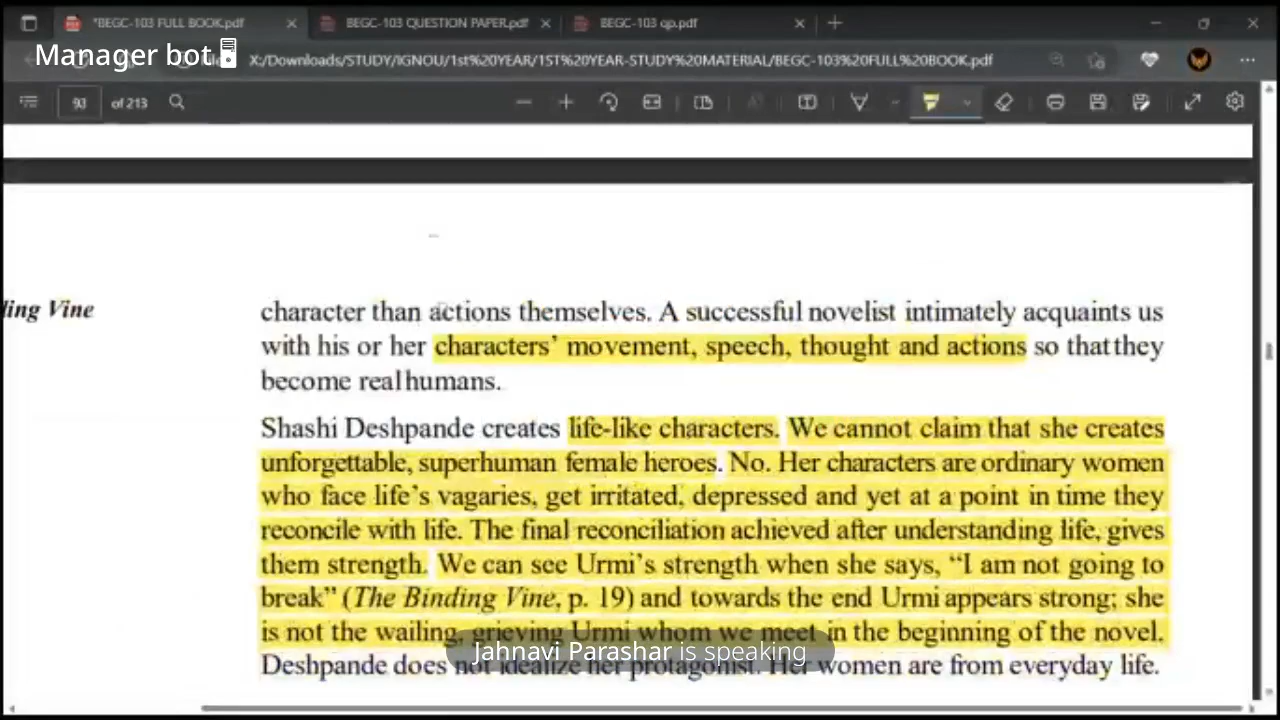 *BEGC-103 FULL BOOK.pdf
BEGC-103 QUESTION PAPER.pdf
BEGC-103 qp.pdf
Manager bot
X:/Downloads/STUDY/IGNOU/1st%20YEAR/1ST%20YEAR-STUDY%20MATERIAL/BEGC-103%20FULL%20BOOK.pdf
93 of 213
ding Vine
character than actions themselves. A successful novelist intimately acquaints us
with his or her characters’ movement, speech, thought and actions so that they
become real humans.
Shashi Deshpande creates life-like characters. We cannot claim that she creates
unforgettable, superhuman female heroes. No. Her characters are ordinary women
who face life’s vagaries, get irritated, depressed and yet at a point in time they
reconcile with life. The final reconciliation achieved after understanding life, gives
them strength. We can see Urmi’s strength when she says, “I am not going to
break” (The Binding Vine, p. 19) and towards the end Urmi appears strong; she
is not the wailing, grieving Urmi whom we meet in the beginning of the novel.
Jahnavi Parashar is speaking
Deshpande does not idealize her protagonist. Her women are from everyday life.